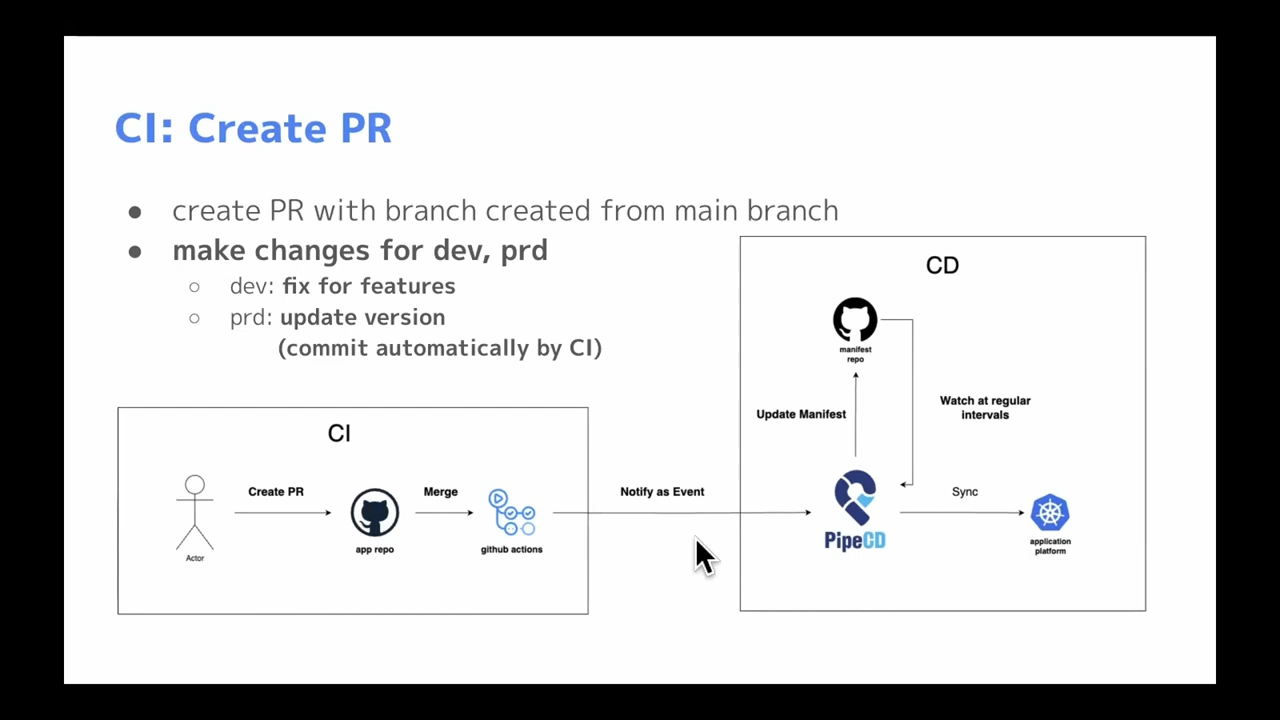 CI: Create PR
● create PR with branch created from main branch
● make changes for dev, prd
○ dev: fix for features
○ prd: update version
(commit automatically by CI)
CI
Actor
Create PR
app repo
Merge
github actions
Notify as Event
CD
manifest
repo
Update Manifest
Watch at regular
intervals
PipeCD
Sync
application
platform